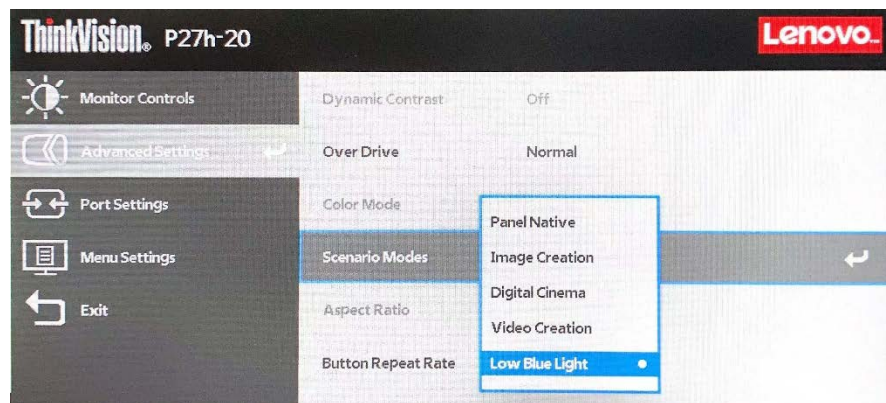 ThinkVision® P27h-20
Lenovo™
Monitor Controls
Advanced Settings
Port Settings
Menu Settings
Exit
Dynamic Contrast Off
Over Drive Normal
Color Mode
Scenario Modes
Aspect Ratio
Button Repeat Rate
Panel Native
Image Creation
Digital Cinema
Video Creation
Low Blue Light